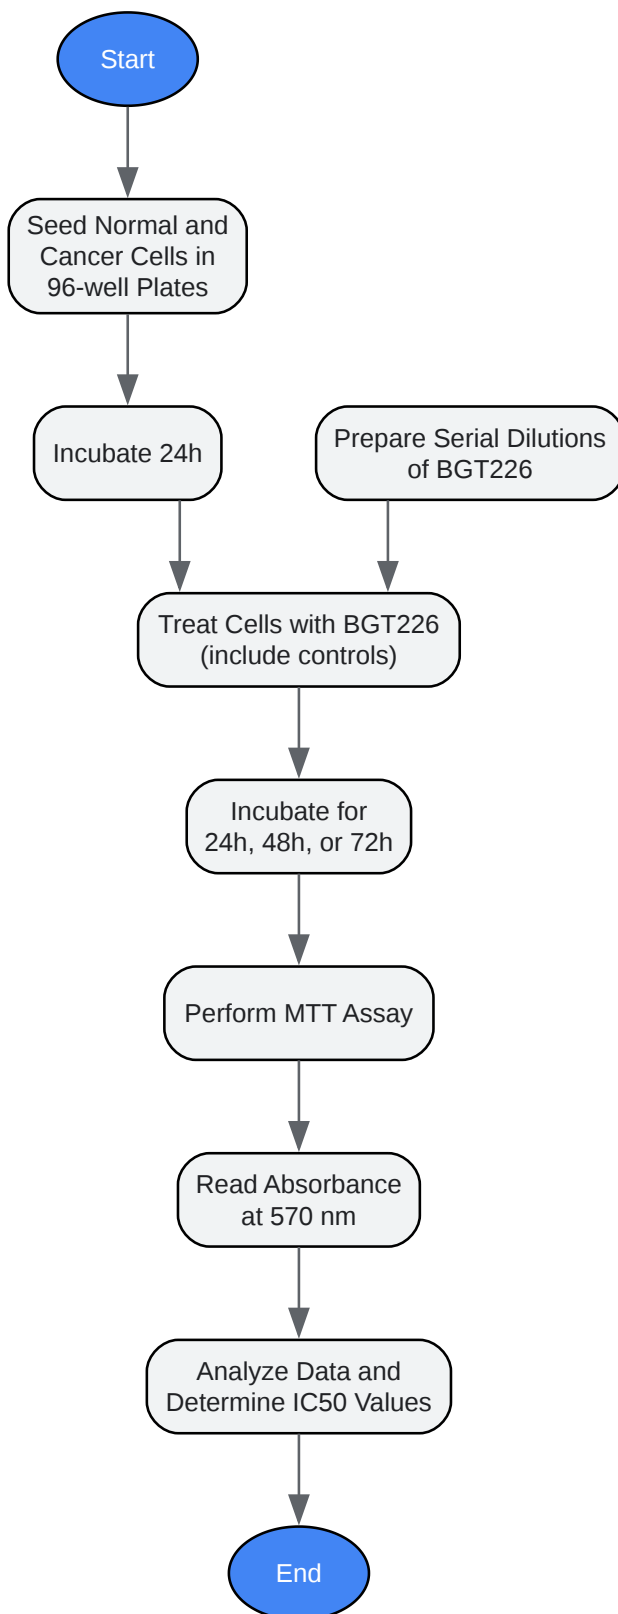 Start
Seed Normal and
Cancer Cells in
96-well Plates
Incubate 24h
Prepare Serial Dilutions
of BGT226
Treat Cells with BGT226
(include controls)
Incubate for
24h, 48h, or 72h
Perform MTT Assay
Read Absorbance
at 570 nm
Analyze Data and
Determine IC50 Values
End